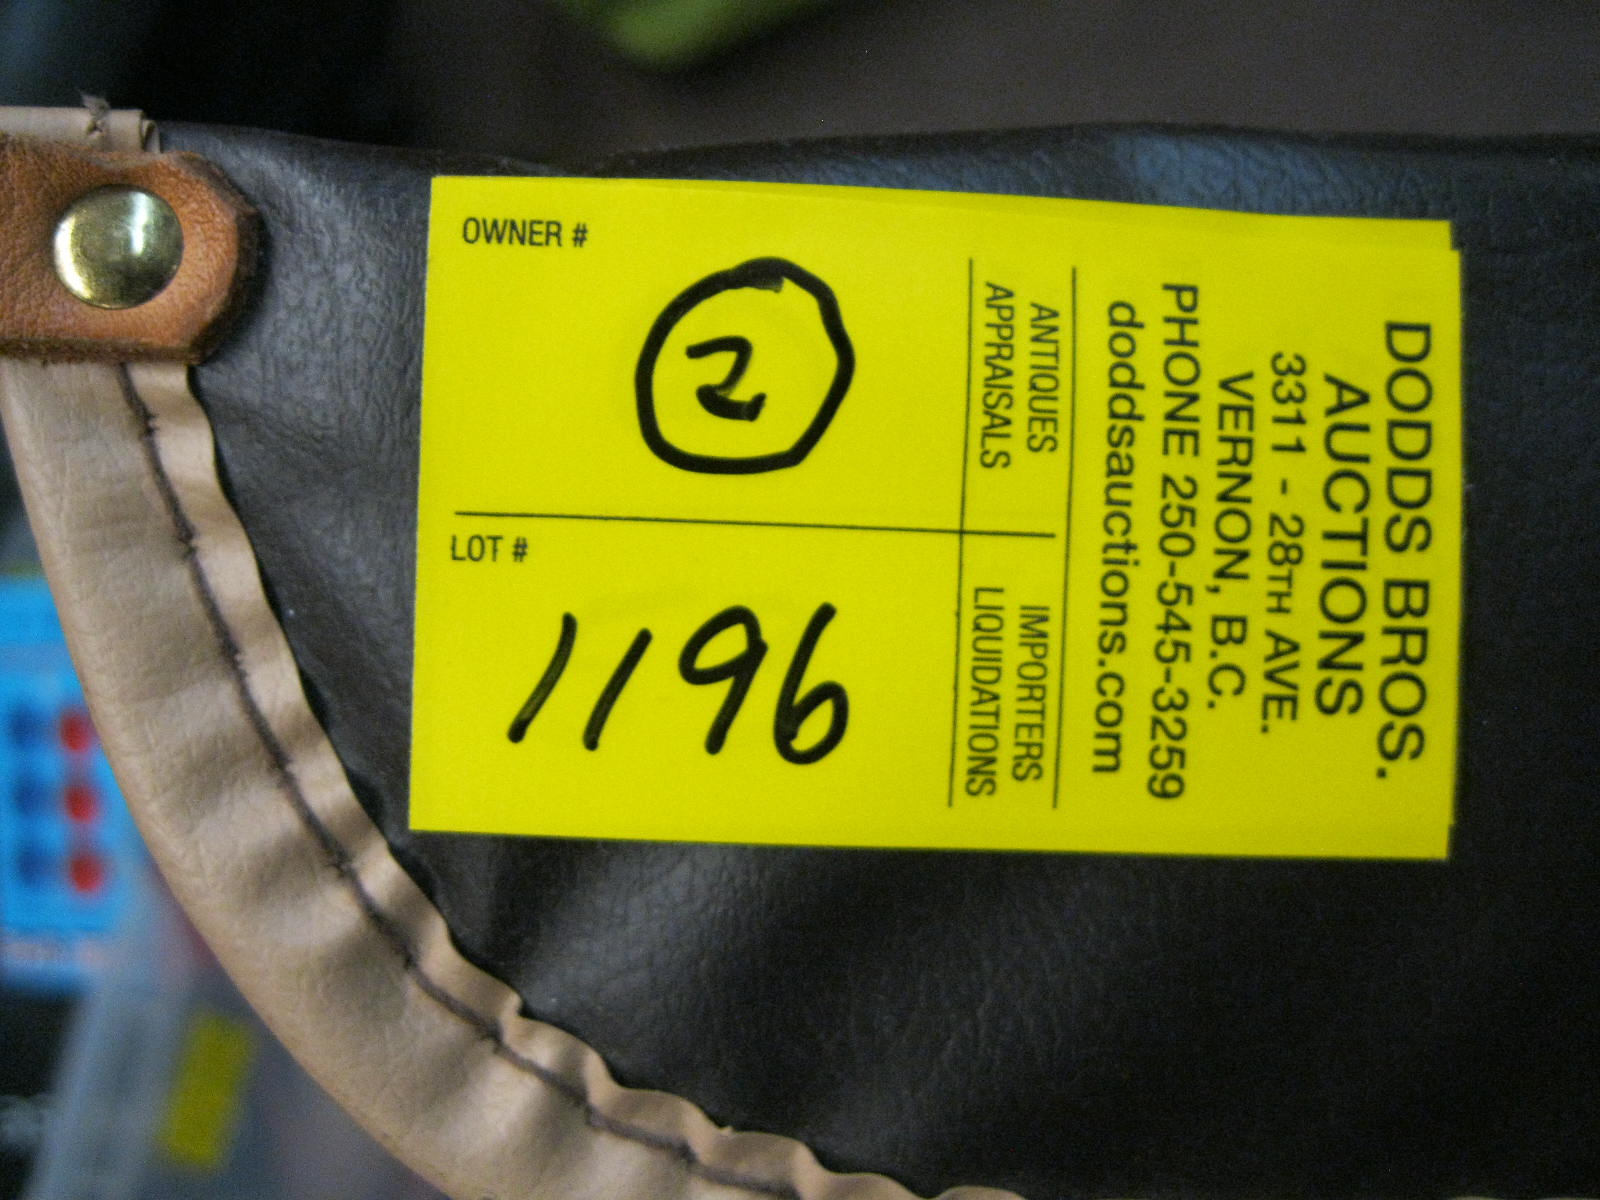 DODDS BROS.
AUCTIONS
3311 - 28TH AVE.
VERNON, B.C.
PHONE 250-545-3259
doddsauctions.com
ANTIQUES
APPRAISALS
IMPORTERS
LIQUIDATIONS
OWNER #
2
LOT #
1196